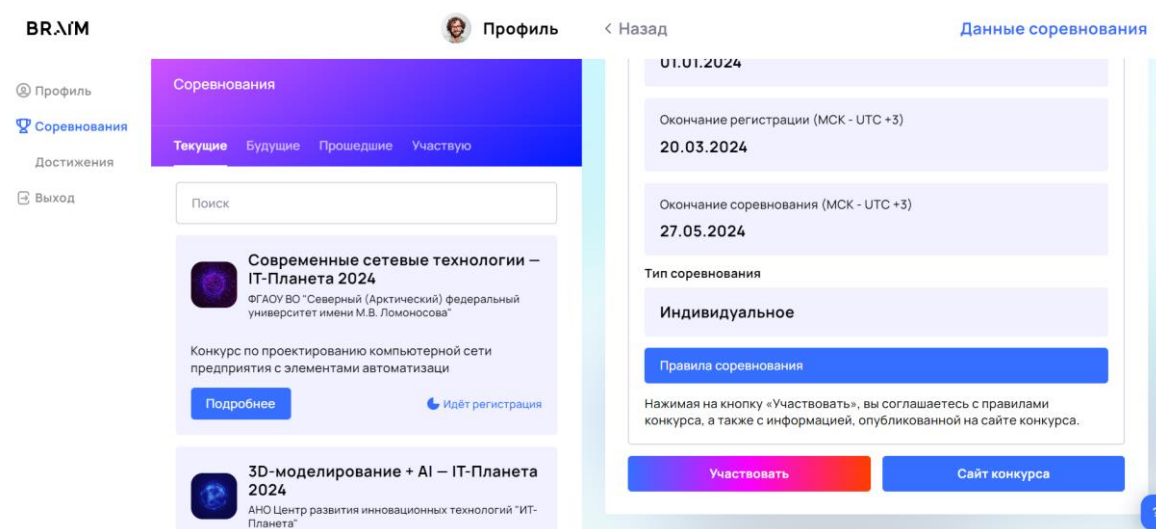 BRAIM
Профиль
Профиль
Соревнования
Достижения
Выход
Соревнования
Текущие Будущие Прошедшие Участвую
Поиск
Современные сетевые технологии —
IT-Планета 2024
ФГАОУ ВО "Северный (Арктический) федеральный
университет имени М.В. Ломоносова"
Конкурс по проектированию компьютерной сети
предприятия с элементами автоматизаци
Подробнее
Идёт регистрация
3D-моделирование + AI — IT-Планета
2024
АНО Центр развития инновационных технологий "ИТ-
Планета"
< Назад
Данные соревнования
01.01.2024
Окончание регистрации (МСК - UTC +3)
20.03.2024
Окончание соревнования (МСК - UTC +3)
27.05.2024
Тип соревнования
Индивидуальное
Правила соревнования
Нажимая на кнопку «Участвовать», вы соглашаетесь с правилами
конкурса, а также с информацией, опубликованной на сайте конкурса.
Участвовать
Сайт конкурса
?